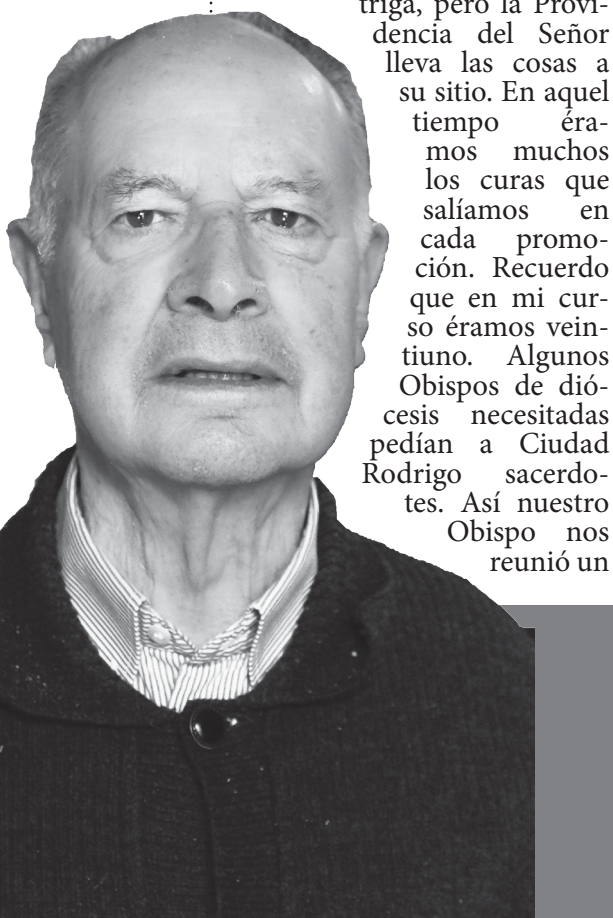 triga, pero la Provi-
dencia del Señor
lleva las cosas a
su sitio. En aquel
tiempo éra-
mos muchos
los curas que
salíamos en
cada promo-
ción. Recuerdo
que en mi cur-
so éramos vein-
tiuno. Algunos
Obispos de dió-
cesis necesitadas
pedían a Ciudad
Rodrigo sacerdo-
tes. Así nuestro
Obispo nos
reunió un